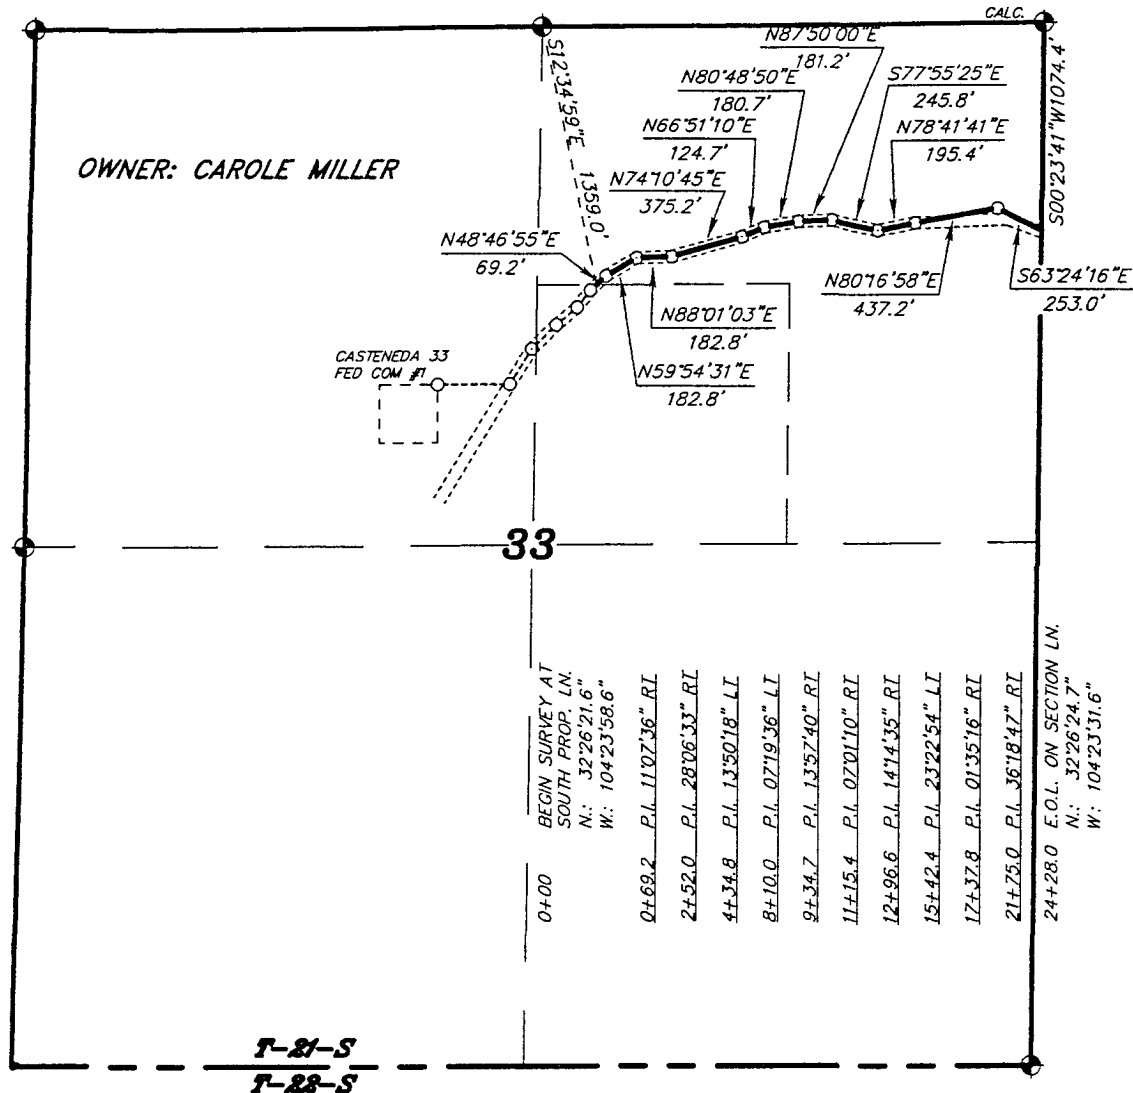 CALC.
N87°50'00"E
181.2'
S12°34'59"E 1359.0'
N80°48'50"E
180.7'
S77°55'25"E
245.8'
S00°23'41"W1074.4'
N66°51'10"E
124.7'
N78°41'41"E
195.4'
OWNER: CAROLE MILLER
N74°10'45"E
375.2'
N48°46'55"E
69.2'
N80°16'58"E
437.2'
S63°24'16"E
253.0'
N88°01'03"E
182.8'
CASTENEDA 33
FED COM #1
N59°54'31"E
182.8'
33
0+00 BEGIN SURVEY AT
SOUTH PROP. LN.
N.: 32°26'21.6"
W.: 104°23'58.6"
0+69.2 P.I. 11°07'36" RT
2+52.0 P.I. 28°06'33" RT
4+34.8 P.I. 13°50'18" LT
8+10.0 P.I. 07°19'36" LT
9+34.7 P.I. 13°57'40" RT
11+15.4 P.I. 07°01'10" RT
12+96.6 P.I. 14°14'35" RT
15+42.4 P.I. 23°22'54" LT
17+37.8 P.I. 01°35'16" RT
21+75.0 P.I. 36°18'47" RT
24+28.0 E.O.L. ON SECTION LN.
N.: 32°26'24.7"
W: 104°23'31.6"
T-21-S
T-22-S